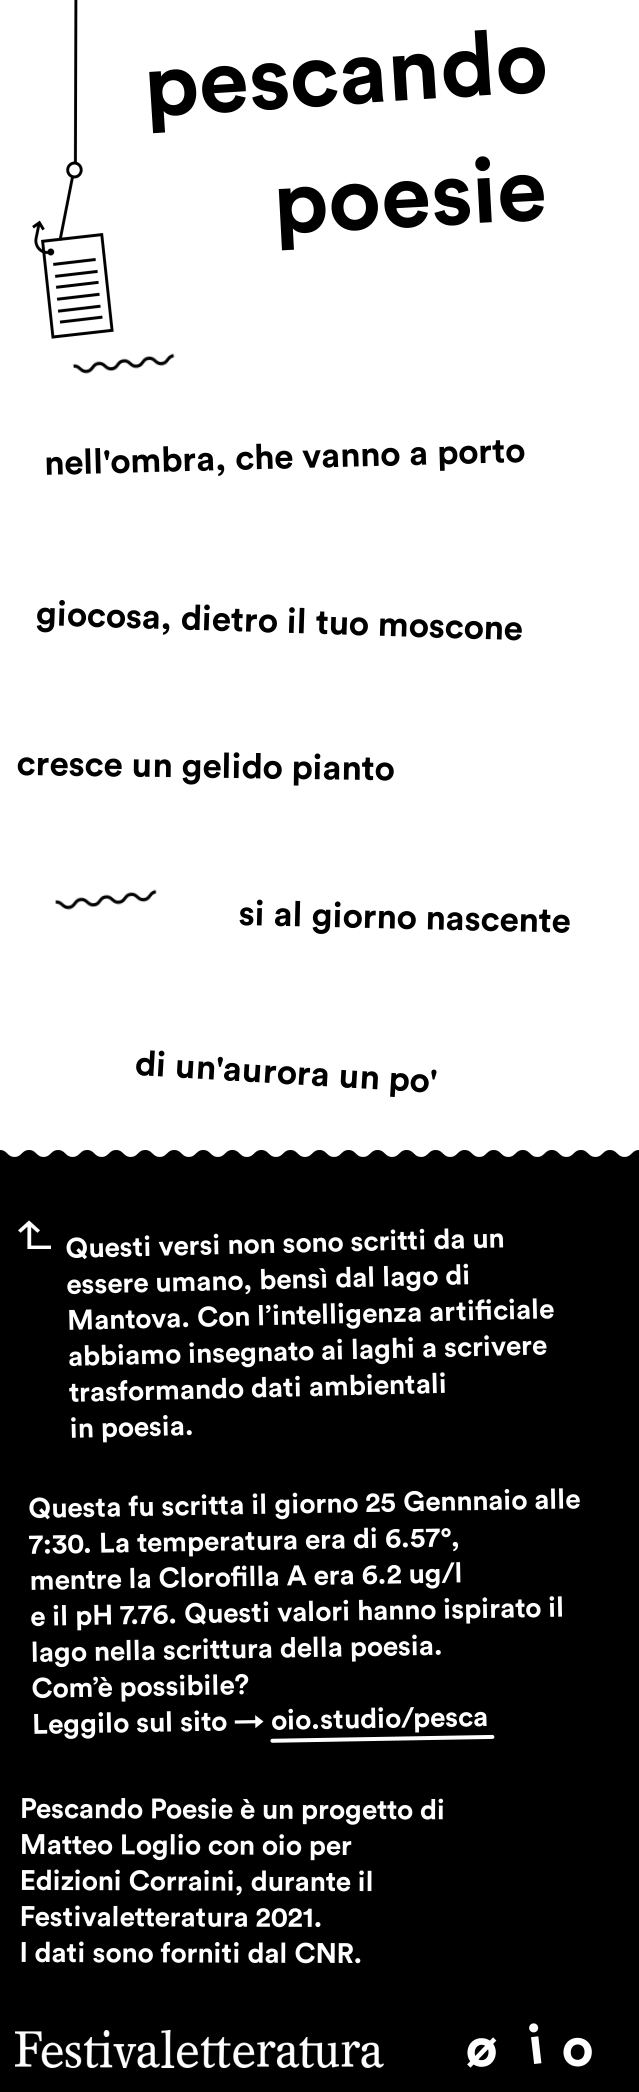 pescando
poesie
nell'ombra, che vanno a porto
giocosa, dietro il tuo moscone
cresce un gelido pianto
si al giorno nascente
di un'aurora un po'
Questi versi non sono scritti da un
essere umano, bensì dal lago di
Mantova. Con l’intelligenza artificiale
abbiamo insegnato ai laghi a scrivere
trasformando dati ambientali
in poesia.
Questa fu scritta il giorno 25 Gennnaio alle
7:30. La temperatura era di 6.57°,
mentre la Clorofilla A era 6.2 ug/l
e il pH 7.76. Questi valori hanno ispirato il
lago nella scrittura della poesia.
Com’è possibile?
Leggilo sul sito → oio.studio/pesca
Pescando Poesie è un progetto di
Matteo Loglio con oio per
Edizioni Corraini, durante il
Festivaletteratura 2021.
I dati sono forniti dal CNR.
Festivaletteratura ø i o